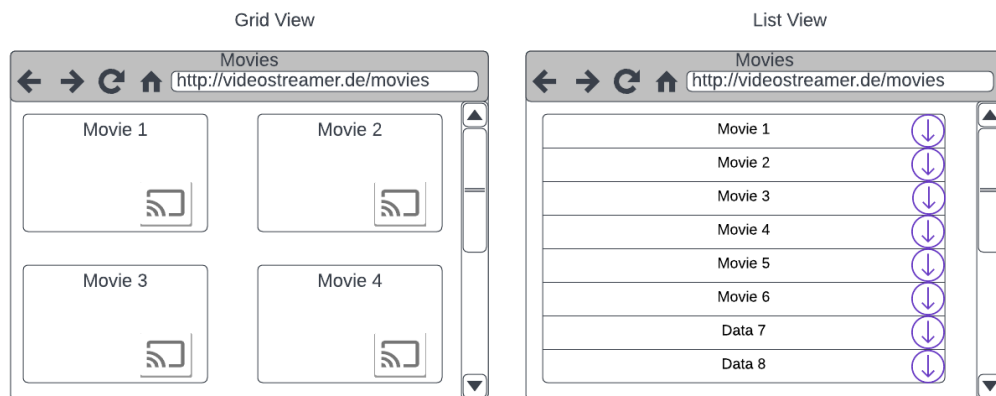 Grid View
Movies
http://videostreamer.de/movies
Movie 1
Movie 2
Movie 3
Movie 4
List View
Movies
http://videostreamer.de/movies
Movie 1
Movie 2
Movie 3
Movie 4
Movie 5
Movie 6
Data 7
Data 8